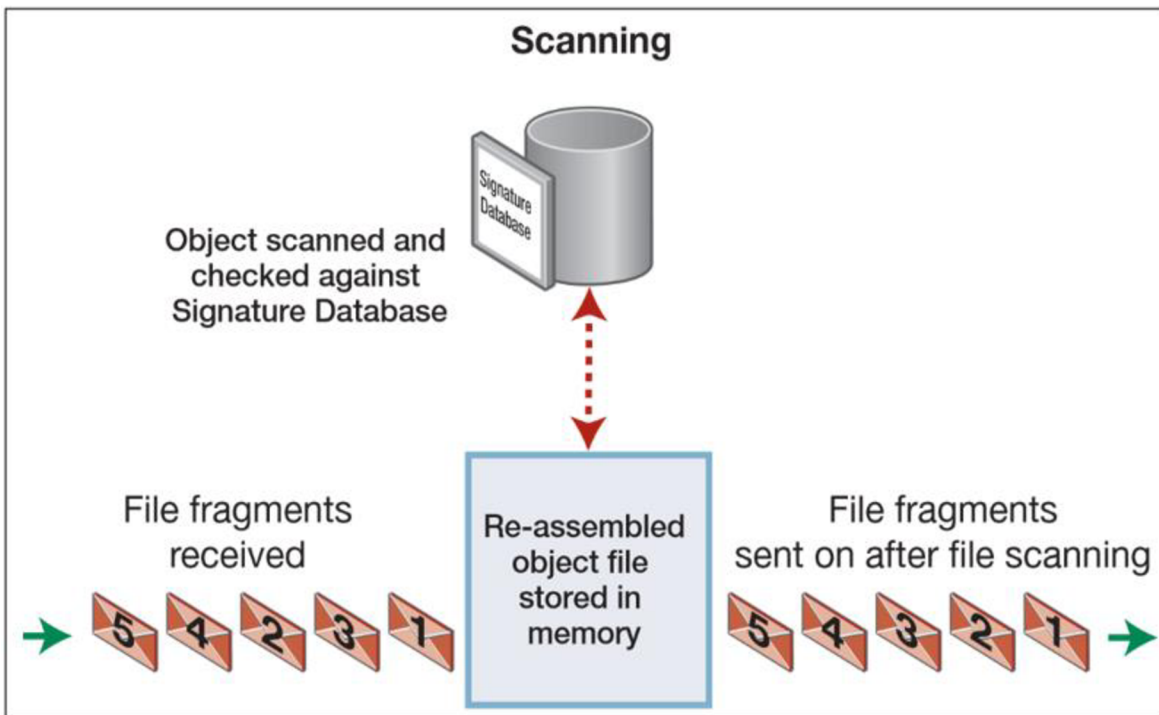 Scanning
Signature
Database
Object scanned and
checked against
Signature Database
File fragments
received
5 4 2 3 1
Re-assembled
object file
stored in
memory
File fragments
sent on after file scanning
5 4 3 2 1